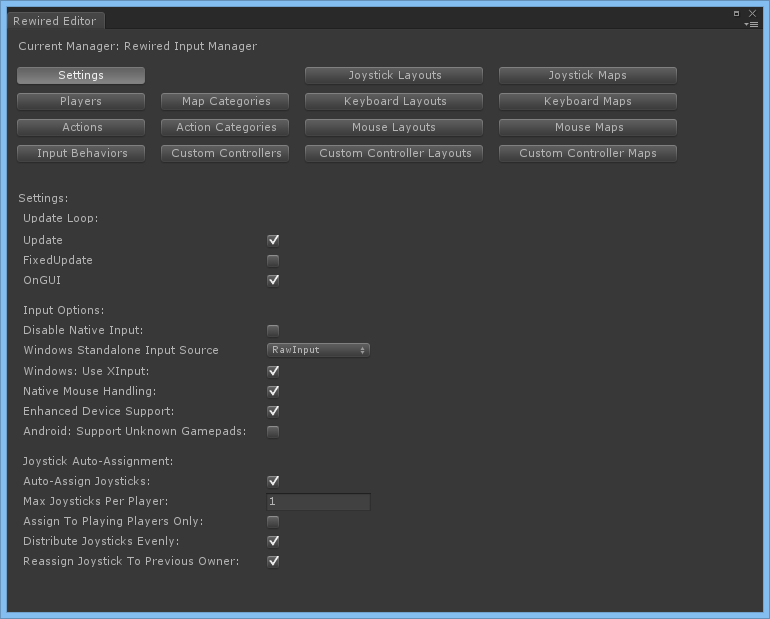 Rewired Editor
Current Manager: Rewired Input Manager
Settings Joystick Layouts Joystick Maps
Players Map Categories Keyboard Layouts Keyboard Maps
Actions Action Categories Mouse Layouts Mouse Maps
Input Behaviors Custom Controllers Custom Controller Layouts Custom Controller Maps
Settings:
Update Loop:
Update
FixedUpdate
OnGUI
Input Options:
Disable Native Input:
Windows Standalone Input Source RawInput
Windows: Use XInput:
Native Mouse Handling:
Enhanced Device Support:
Android: Support Unknown Gamepads:
Joystick Auto-Assignment:
Auto-Assign Joysticks:
Max Joysticks Per Player: 1
Assign To Playing Players Only:
Distribute Joysticks Evenly:
Reassign Joystick To Previous Owner: